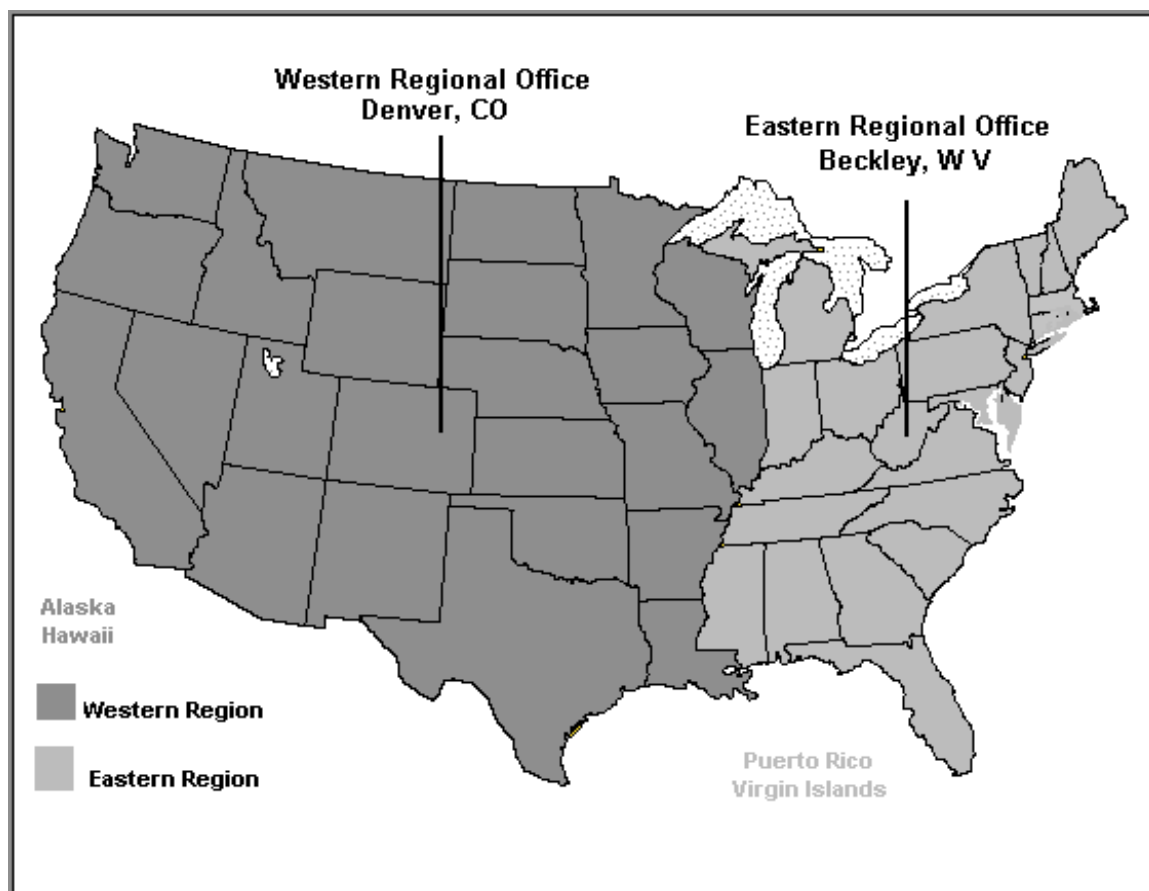 Western Regional Office
Denver, CO
Eastern Regional Office
Beckley, W V
Alaska
Hawaii
Western Region
Eastern Region
Puerto Rico
Virgin Islands